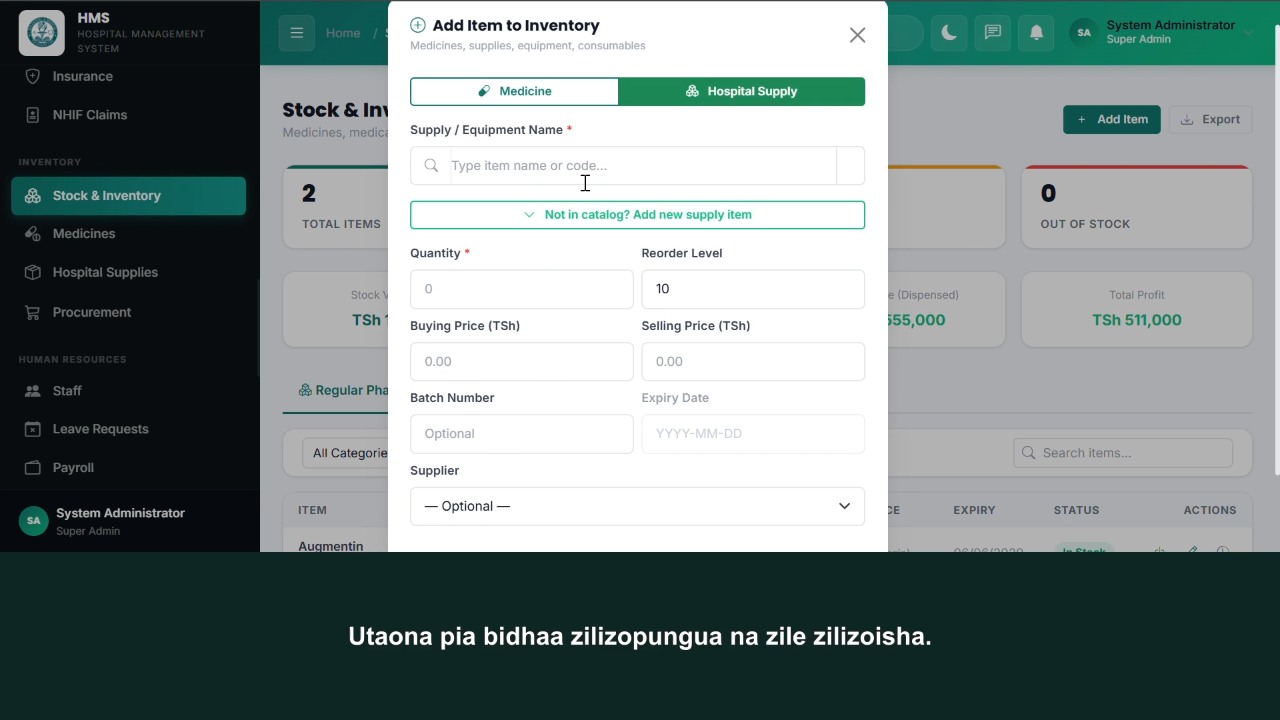 HMS
HOSPITAL MANAGEMENT
SYSTEM
Insurance
NHIF Claims
INVENTORY
Stock & Inventory
Medicines
Hospital Supplies
Procurement
HUMAN RESOURCES
Staff
Leave Requests
Payroll
SA
System Administrator
Super Admin
Home / S
SA
System Administrator
Super Admin
Stock & Inv
Medicines, medica
+ Add Item
Export
2
TOTAL ITEMS
0
OUT OF STOCK
Stock V
TSh 1
e (Dispensed)
555,000
Total Profit
TSh 511,000
Regular Pha
All Categorie
Search items...
ITEM
CE
EXPIRY
STATUS
ACTIONS
Augmentin
06/06/2029
In Stock
Add Item to Inventory
Medicines, supplies, equipment, consumables
Medicine
Hospital Supply
Supply / Equipment Name *
Type item name or code...
Not in catalog? Add new supply item
Quantity *
Reorder Level
0
10
Buying Price (TSh)
Selling Price (TSh)
0.00
0.00
Batch Number
Expiry Date
Optional
YYYY-MM-DD
Supplier
— Optional —
Utaona pia bidhaa zilizopungua na zile zilizoisha.